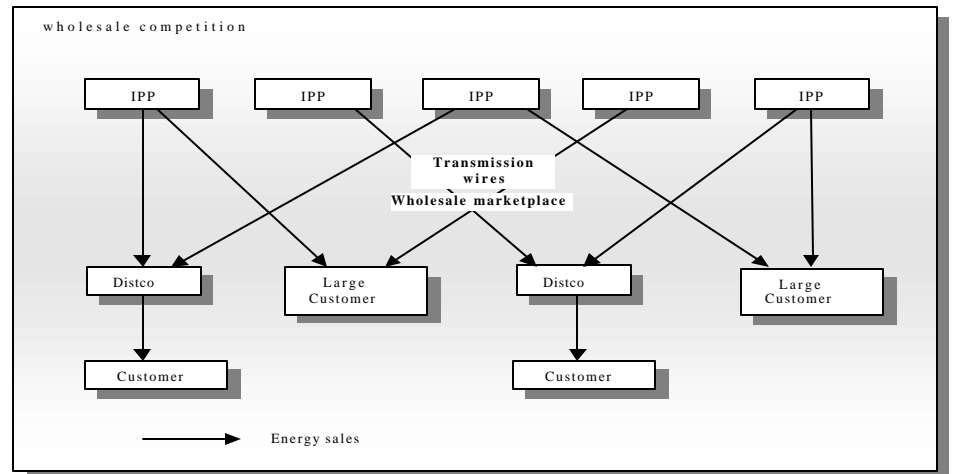 wholesale competition
IPP
IPP
IPP
IPP
IPP
Transmission
wires
Wholesale marketplace
Distco
Large
Customer
Distco
Large
Customer
Customer
Customer
Energy sales